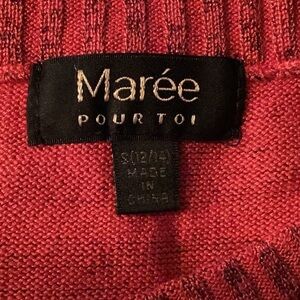 Marée
POUR TOI
S(12/14)
MADE
IN
CHINA